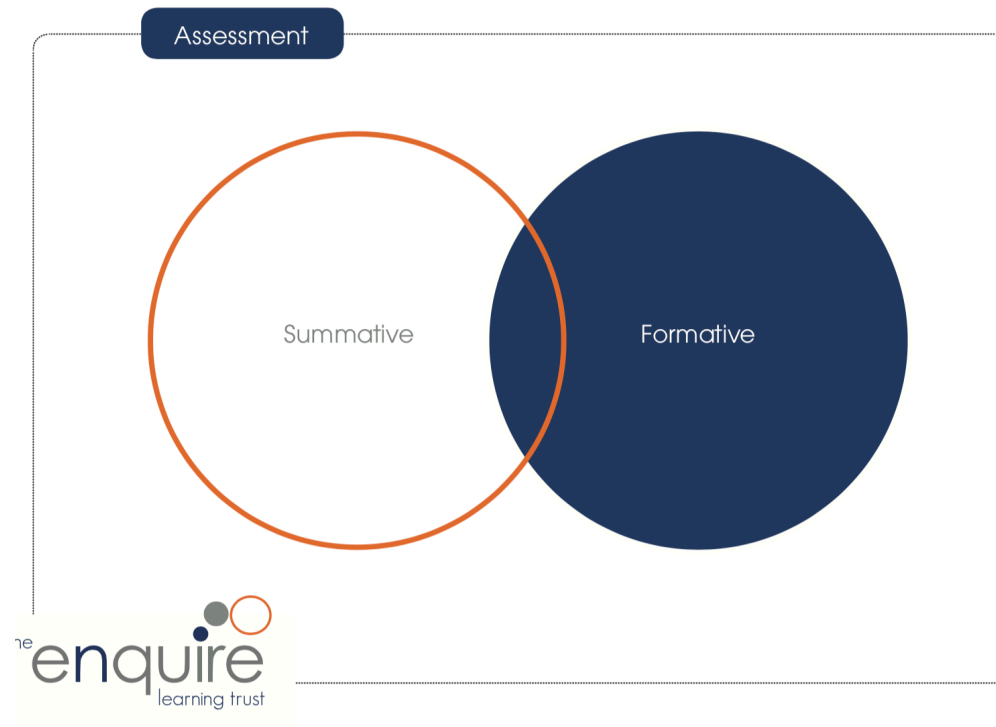 Assessment
Summative
Formative
enquire
learning trust